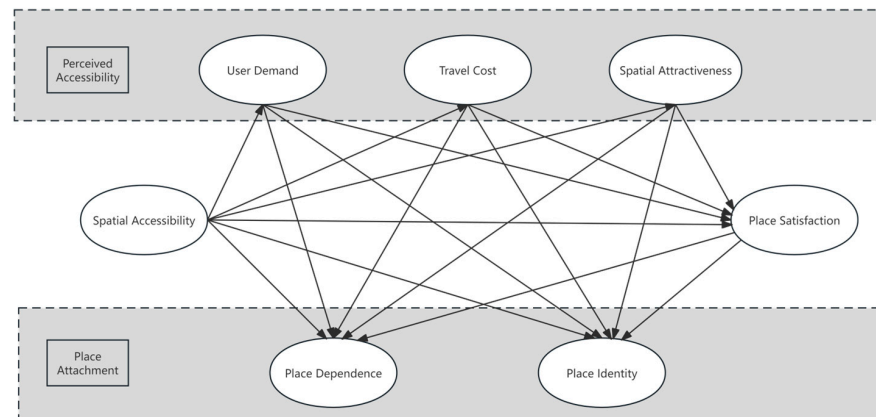 Perceived
Accessibility
User Demand
Travel Cost
Spatial Attractiveness
Spatial Accessibility
Place Satisfaction
Place
Attachment
Place Dependence
Place Identity